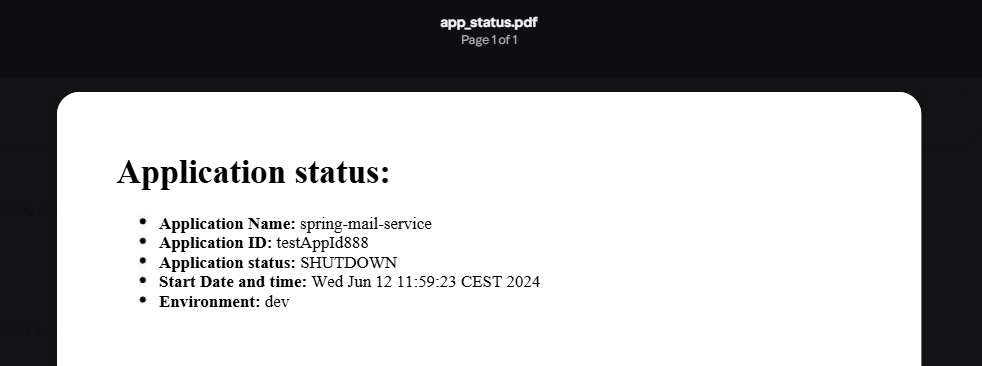 app_status.pdf
Page 1 of 1
Application status:
• Application Name: spring-mail-service
• Application ID: testAppId888
• Application status: SHUTDOWN
• Start Date and time: Wed Jun 12 11:59:23 CEST 2024
• Environment: dev